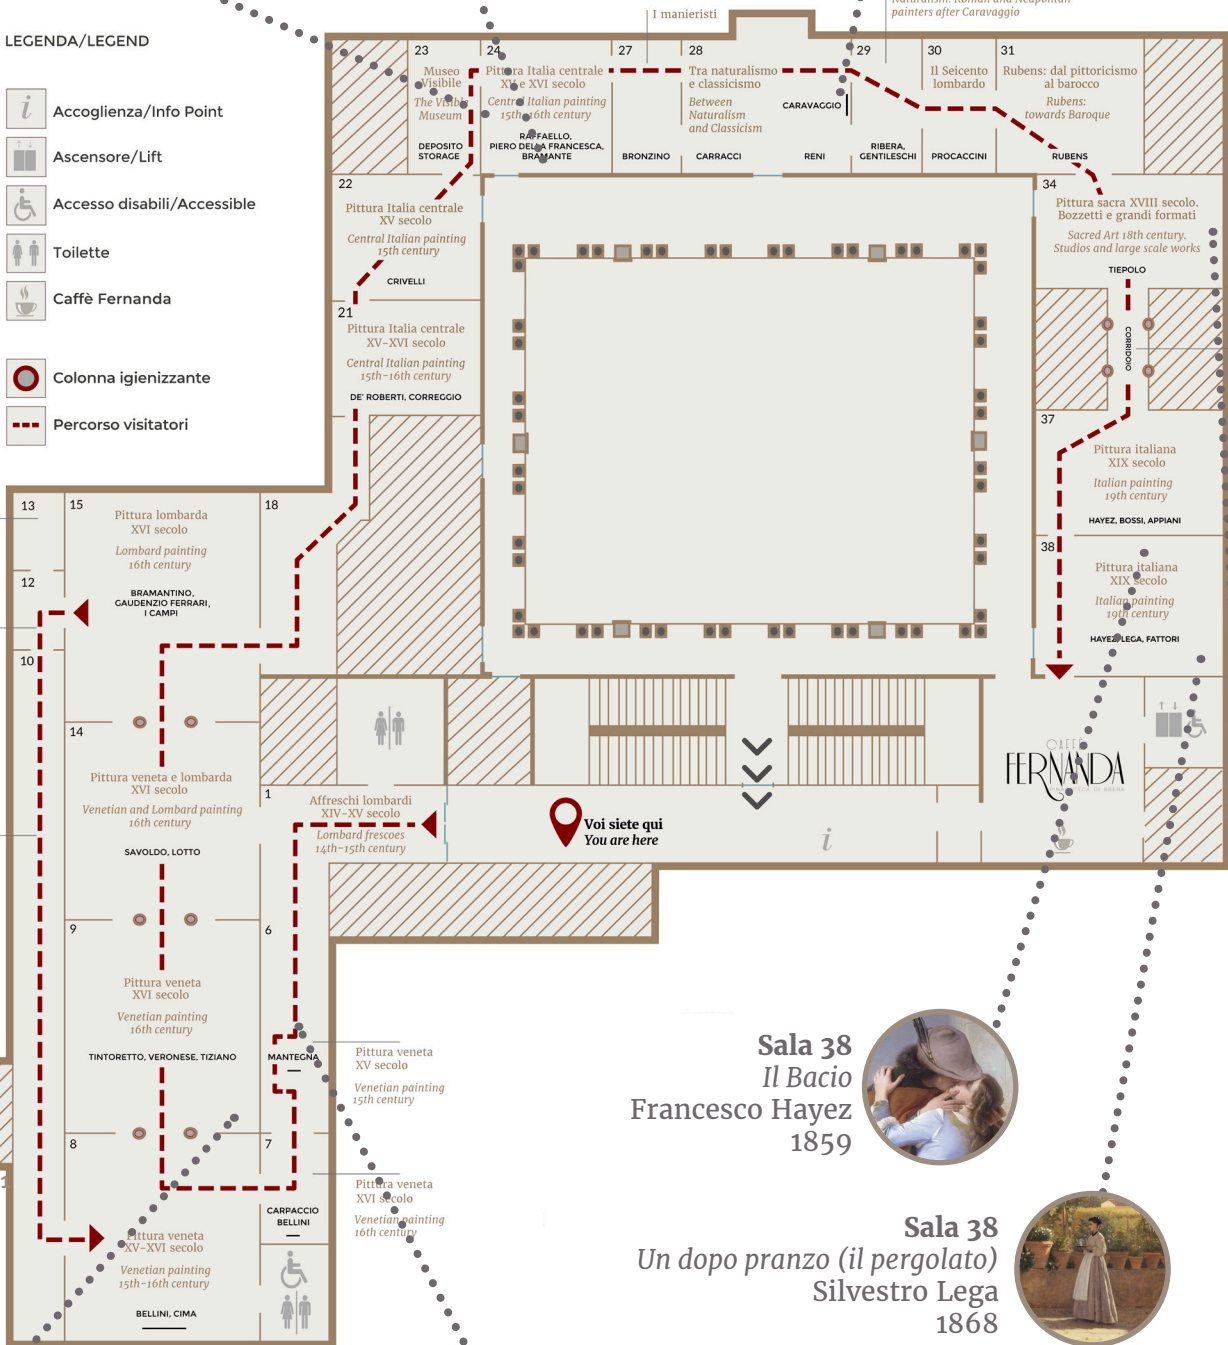 I manieristi
Naturalism: Roman and Neapolitan
painters after Caravaggio
LEGENDA/LEGEND
i
Accoglienza/Info Point
Ascensore/Lift
Accesso disabili/Accessible
Toilette
Caffè Fernanda
Colonna igienizzante
Percorso visitatori
23
Museo
Visibile
The Visible
Museum
DEPOSITO
STORAGE
24
Pittura Italia centrale
XV e XVI secolo
Central Italian painting
15th-16th century
RAFFAELLO,
PIERO DELLA FRANCESCA,
BRAMANTE
27
BRONZINO
28
Tra naturalismo
e classicismo
Between
Naturalism
and Classicism
CARRACCI
CARAVAGGIO
RENI
29
RIBERA,
GENTILESCHI
30
Il Seicento
lombardo
PROCACCINI
31
Rubens: dal pittoricismo
al barocco
Rubens:
towards Baroque
RUBENS
22
Pittura Italia centrale
XV secolo
Central Italian painting
15th century
CRIVELLI
21
Pittura Italia centrale
XV-XVI secolo
Central Italian painting
15th-16th century
DE' ROBERTI, CORREGGIO
34
Pittura sacra XVIII secolo.
Bozzetti e grandi formati
Sacred Art 18th century.
Studios and large scale works
TIEPOLO
CORRIDOIO
37
Pittura italiana
XIX secolo
Italian painting
19th century
HAYEZ, BOSSI, APPIANI
38
Pittura italiana
XIX secolo
Italian painting
19th century
HAYEZ, LEGA, FATTORI
13
12
10
15
Pittura lombarda
XVI secolo
Lombard painting
16th century
BRAMANTINO,
GAUDENZIO FERRARI,
I CAMPI
18
14
Pittura veneta e lombarda
XVI secolo
Venetian and Lombard painting
16th century
SAVOLDO, LOTTO
1
Affreschi lombardi
XIV-XV secolo
Lombard frescoes
14th-15th century
Voi siete qui
You are here
i
CAFFÈ
FERNANDA
PINACOTECA DI BRERA
9
Pittura veneta
XVI secolo
Venetian painting
16th century
TINTORETTO, VERONESE, TIZIANO
6
MANTEGNA
Pittura veneta
XV secolo
Venetian painting
15th century
8
Pittura veneta
XV-XVI secolo
Venetian painting
15th-16th century
BELLINI, CIMA
7
CARPACCIO
BELLINI
Pittura veneta
XVI secolo
Venetian painting
16th century
1
Sala 38
Il Bacio
Francesco Hayez
1859
Sala 38
Un dopo pranzo (il pergolato)
Silvestro Lega
1868